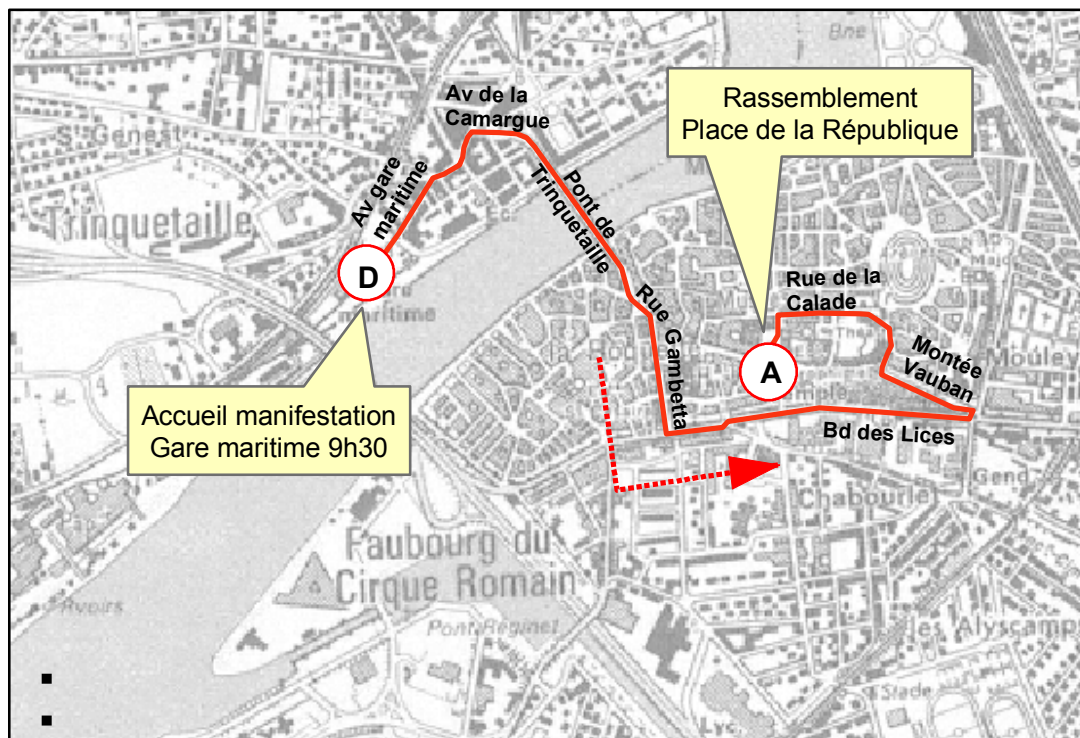 Rassemblement
Place de la République
Av de la
Camargue
Av gare
maritime
Pont de
Trinquetaille
Rue Gambetta
Rue de la
Calade
Montée
Vauban
Bd des Lices
D
A
Accueil manifestation
Gare maritime 9h30
Bne
S. Genest
Trinquetaille
maritime
Chabourlet
Faubourg du
Cirque Romain
Pont Réginel
les Alyscamp
Stade